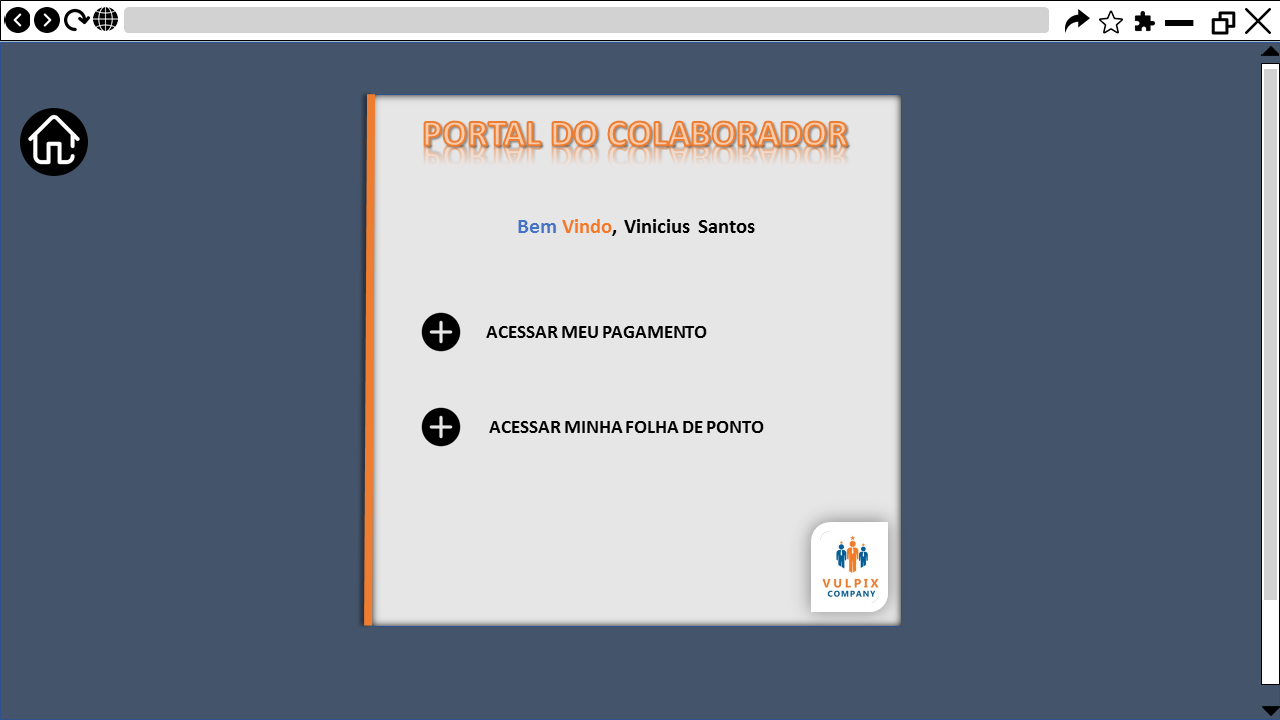 PORTAL DO COLABORADOR
Bem Vindo, Vinicius Santos
ACESSAR MEU PAGAMENTO
ACESSAR MINHA FOLHA DE PONTO
VULPIX
COMPANY